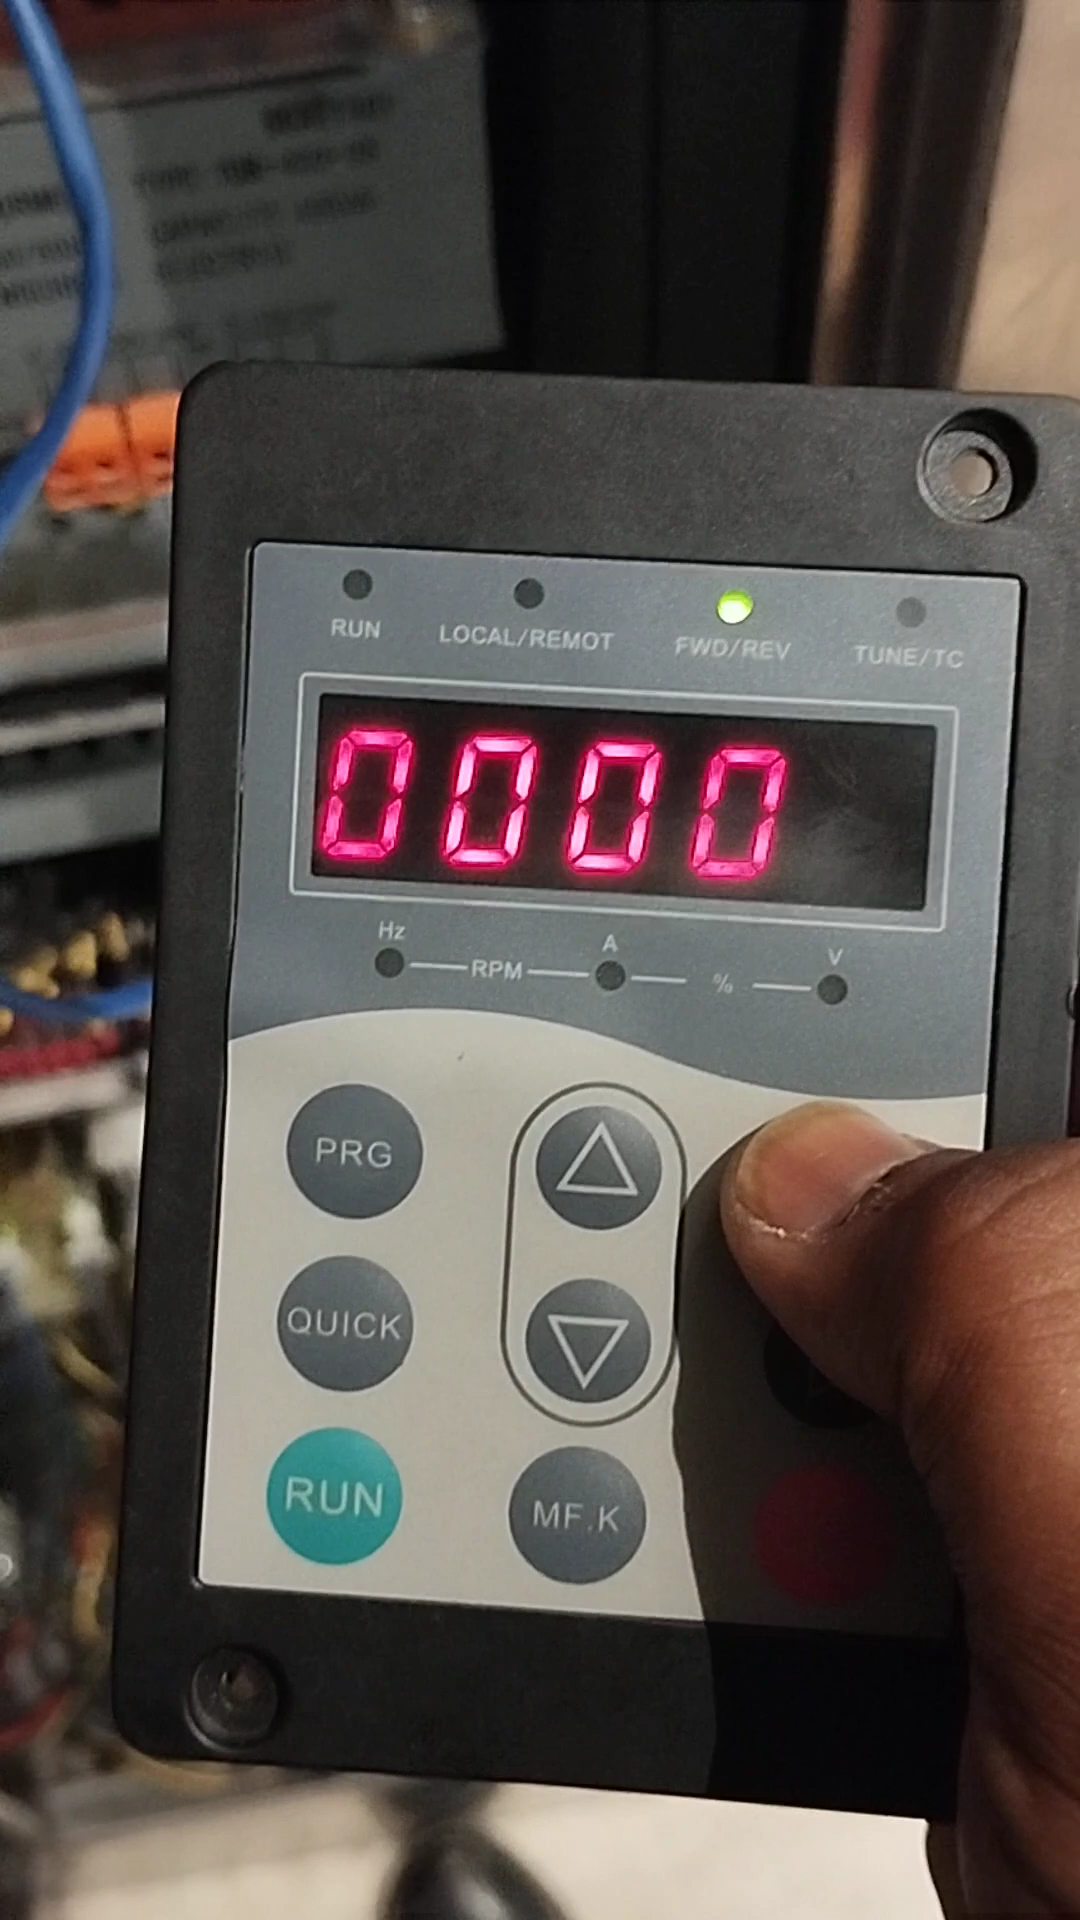 RUN LOCAL/REMOT FWD/REV TUNE/TC
0000
Hz RPM A % V
PRG
QUICK
RUN MF.K